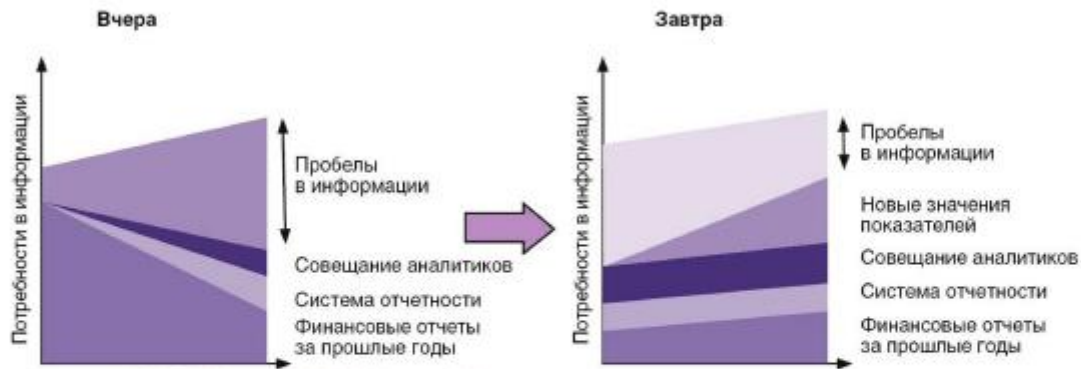 Вчера
Потребности в информации
Пробелы
в информации
Совещание аналитиков
Система отчетности
Финансовые отчеты
за прошлые годы
Завтра
Потребности в информации
Пробелы
в информации
Новые значения
показателей
Совещание аналитиков
Система отчетности
Финансовые отчеты
за прошлые годы